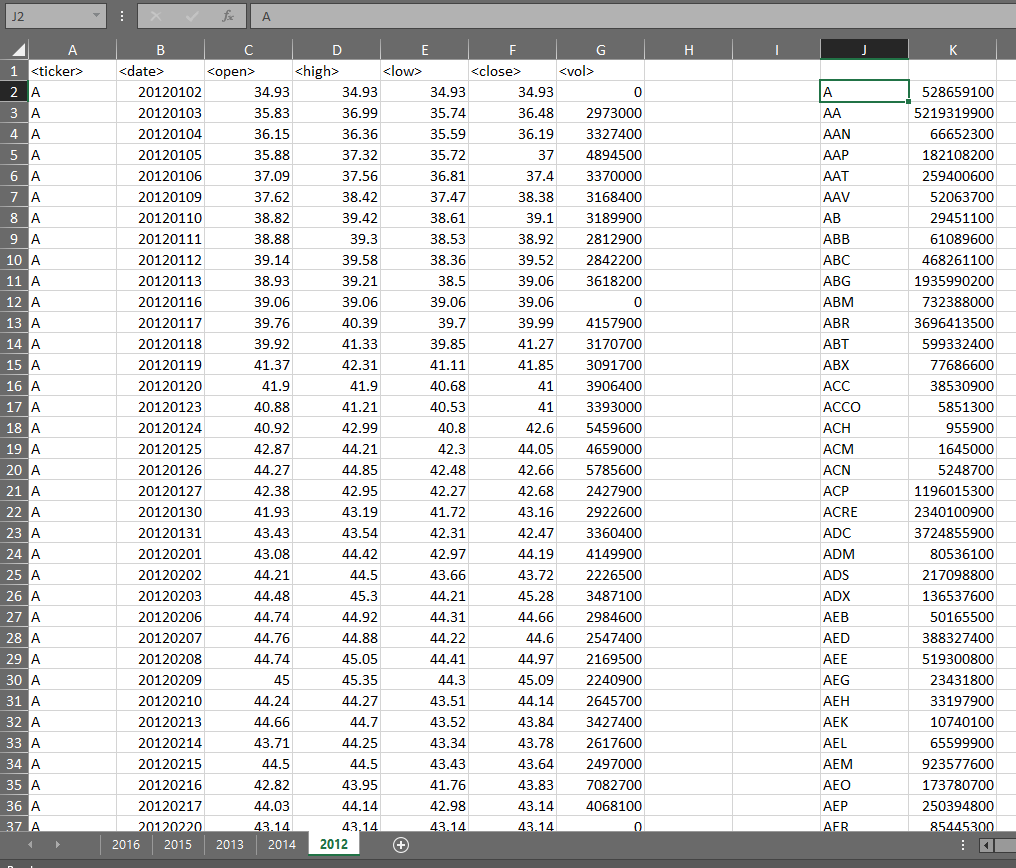 J2 fx A
A B C D E F G H I J K
1 <ticker> <date> <open> <high> <low> <close> <vol>
2 A 20120102 34.93 34.93 34.93 34.93 0 A 528659100
3 A 20120103 35.83 36.99 35.74 36.48 2973000 AA 5219319900
4 A 20120104 36.15 36.36 35.59 36.19 3327400 AAN 66652300
5 A 20120105 35.88 37.32 35.72 37 4894500 AAP 182108200
6 A 20120106 37.09 37.56 36.81 37.4 3370000 AAT 259400600
7 A 20120109 37.62 38.42 37.47 38.38 3168400 AAV 52063700
8 A 20120110 38.82 39.42 38.61 39.1 3189900 AB 29451100
9 A 20120111 38.88 39.3 38.53 38.92 2812900 ABB 61089600
10 A 20120112 39.14 39.58 38.36 39.52 2842200 ABC 468261100
11 A 20120113 38.93 39.21 38.5 39.06 3618200 ABG 1935990200
12 A 20120116 39.06 39.06 39.06 39.06 0 ABM 732388000
13 A 20120117 39.76 40.39 39.7 39.99 4157900 ABR 3696413500
14 A 20120118 39.92 41.33 39.85 41.27 3170700 ABT 599332400
15 A 20120119 41.37 42.31 41.11 41.85 3091700 ABX 77686600
16 A 20120120 41.9 41.9 40.68 41 3906400 ACC 38530900
17 A 20120123 40.88 41.21 40.53 41 3393000 ACCO 5851300
18 A 20120124 40.92 42.99 40.8 42.6 5459600 ACH 955900
19 A 20120125 42.87 44.21 42.3 44.05 4659000 ACM 1645000
20 A 20120126 44.27 44.85 42.48 42.66 5785600 ACN 5248700
21 A 20120127 42.38 42.95 42.27 42.68 2427900 ACP 1196015300
22 A 20120130 41.93 43.19 41.72 43.16 2922600 ACRE 2340100900
23 A 20120131 43.43 43.54 42.31 42.47 3360400 ADC 3724855900
24 A 20120201 43.08 44.42 42.97 44.19 4149900 ADM 80536100
25 A 20120202 44.21 44.5 43.66 43.72 2226500 ADS 217098800
26 A 20120203 44.48 45.3 44.21 45.28 3487100 ADX 136537600
27 A 20120206 44.74 44.92 44.31 44.66 2984600 AEB 50165500
28 A 20120207 44.76 44.88 44.22 44.6 2547400 AED 388327400
29 A 20120208 44.74 45.05 44.41 44.97 2169500 AEE 519300800
30 A 20120209 45 45.35 44.3 45.09 2240900 AEG 23431800
31 A 20120210 44.24 44.27 43.51 44.14 2645700 AEH 33197900
32 A 20120213 44.66 44.7 43.52 43.84 3427400 AEK 10740100
33 A 20120214 43.71 44.25 43.34 43.78 2617600 AEL 65599900
34 A 20120215 44.5 44.5 43.43 43.64 2497000 AEM 923577600
35 A 20120216 42.82 43.95 41.76 43.83 7082700 AEO 173780700
36 A 20120217 44.03 44.14 42.98 43.14 4068100 AEP 250394800
37 A 20120220 43.14 43.14 43.14 43.14 0 AER 85445300
2016 2015 2013 2014 2012